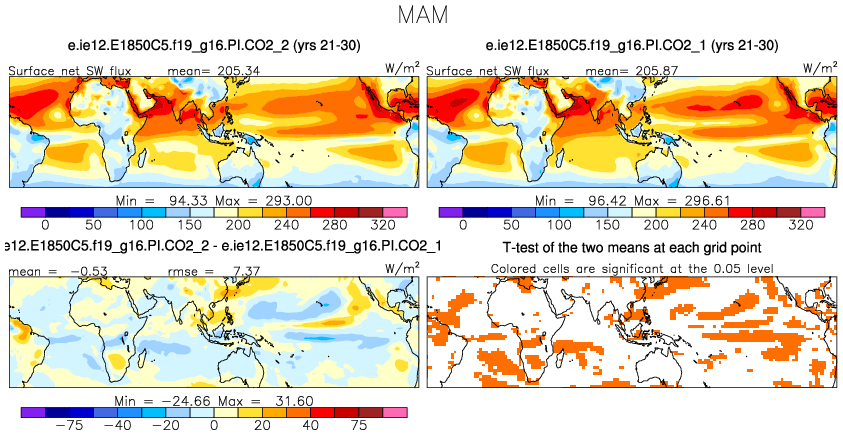 MAM
e.ie12.E1850C5.f19_g16.PI.CO2_2 (yrs 21-30)
Surface net SW flux mean= 205.34 W/m²
Min = 94.33 Max = 293.00
0 50 100 150 200 240 280 320
e.ie12.E1850C5.f19_g16.PI.CO2_1 (yrs 21-30)
Surface net SW flux mean= 205.87 W/m²
Min = 96.42 Max = 296.61
0 50 100 150 200 240 280 320
e12.E1850C5.f19_g16.PI.CO2_2 - e.ie12.E1850C5.f19_g16.PI.CO2_1
mean = -0.53 rmse = 7.37 W/m²
Min = -24.66 Max = 31.60
-75 -40 -20 0 20 40 75
T-test of the two means at each grid point
Colored cells are significant at the 0.05 level